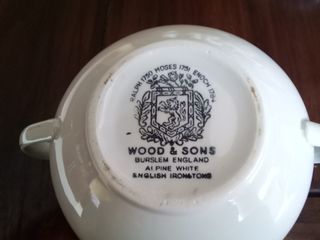 RALPH 1750 MOSES 1751 ENOCH 1784
WOOD & SONS
BURSLEM ENGLAND
ALPINE WHITE
ENGLISH IRONSTONE